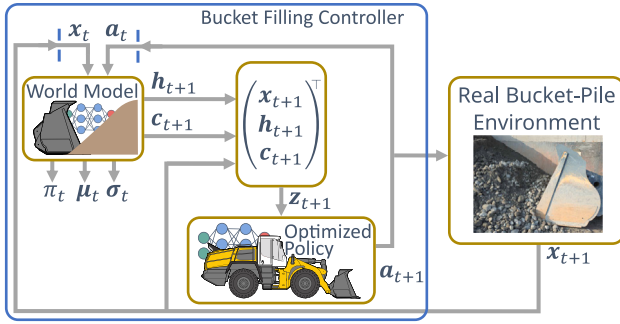 Bucket Filling Controller
x_t a_t
World Model
h_{t+1}
c_{t+1}
π_t μ_t σ_t
(x_{t+1}
h_{t+1}
c_{t+1})^⊤
z_{t+1}
Optimized
Policy
a_{t+1}
Real Bucket-Pile
Environment
x_{t+1}